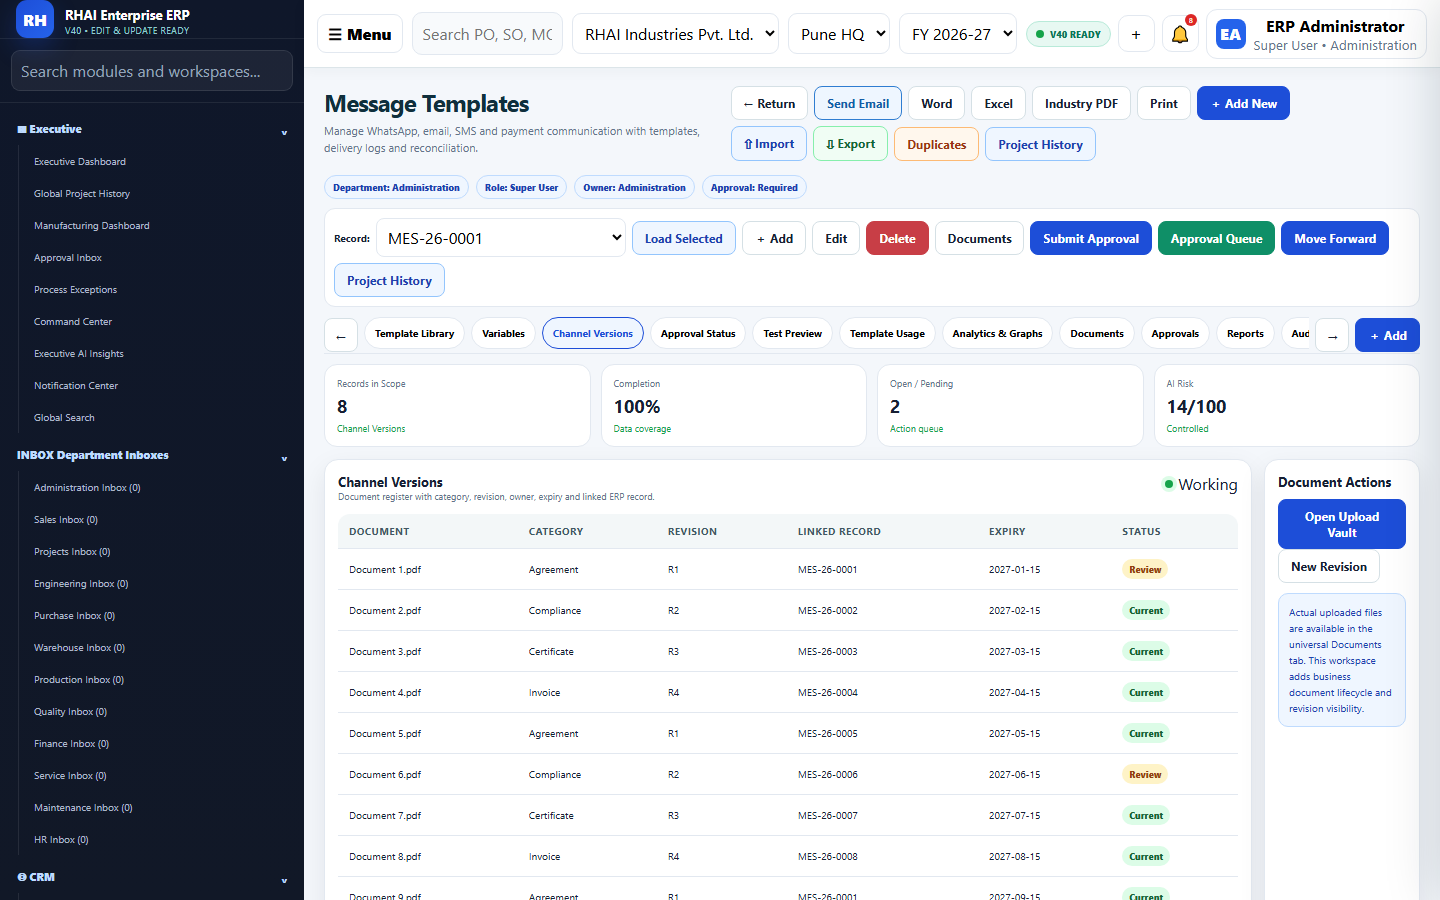 RH
RHAI Enterprise ERP
V40 • EDIT & UPDATE READY
Search modules and workspaces...
Executive
Executive Dashboard
Global Project History
Manufacturing Dashboard
Approval Inbox
Process Exceptions
Command Center
Executive AI Insights
Notification Center
Global Search
INBOX Department Inboxes
Administration Inbox (0)
Sales Inbox (0)
Projects Inbox (0)
Engineering Inbox (0)
Purchase Inbox (0)
Warehouse Inbox (0)
Production Inbox (0)
Quality Inbox (0)
Finance Inbox (0)
Service Inbox (0)
Maintenance Inbox (0)
HR Inbox (0)
CRM
☰ Menu
Search PO, SO, MO
RHAI Industries Pvt. Ltd.
Pune HQ
FY 2026-27
V40 READY
+
8
EA
ERP Administrator
Super User • Administration
Message Templates
Manage WhatsApp, email, SMS and payment communication with templates,
delivery logs and reconciliation.
← Return
Send Email
Word
Excel
Industry PDF
Print
+ Add New
⇧ Import
⇩ Export
Duplicates
Project History
Department: Administration
Role: Super User
Owner: Administration
Approval: Required
Record:
MES-26-0001
Load Selected
+ Add
Edit
Delete
Documents
Submit Approval
Approval Queue
Move Forward
Project History
←
Template Library
Variables
Channel Versions
Approval Status
Test Preview
Template Usage
Analytics & Graphs
Documents
Approvals
Reports
Aud
→
+ Add
Records in Scope
8
Channel Versions
Completion
100%
Data coverage
Open / Pending
2
Action queue
AI Risk
14/100
Controlled
Channel Versions
Document register with category, revision, owner, expiry and linked ERP record.
Working
DOCUMENT CATEGORY REVISION LINKED RECORD EXPIRY STATUS
Document 1.pdf Agreement R1 MES-26-0001 2027-01-15 Review
Document 2.pdf Compliance R2 MES-26-0002 2027-02-15 Current
Document 3.pdf Certificate R3 MES-26-0003 2027-03-15 Current
Document 4.pdf Invoice R4 MES-26-0004 2027-04-15 Current
Document 5.pdf Agreement R1 MES-26-0005 2027-05-15 Current
Document 6.pdf Compliance R2 MES-26-0006 2027-06-15 Review
Document 7.pdf Certificate R3 MES-26-0007 2027-07-15 Current
Document 8.pdf Invoice R4 MES-26-0008 2027-08-15 Current
Document 9.pdf Agreement R1 MES-26-0001 2027-09-15 Current
Document Actions
Open Upload
Vault
New Revision
Actual uploaded files
are available in the
universal Documents
tab. This workspace
adds business
document lifecycle and
revision visibility.